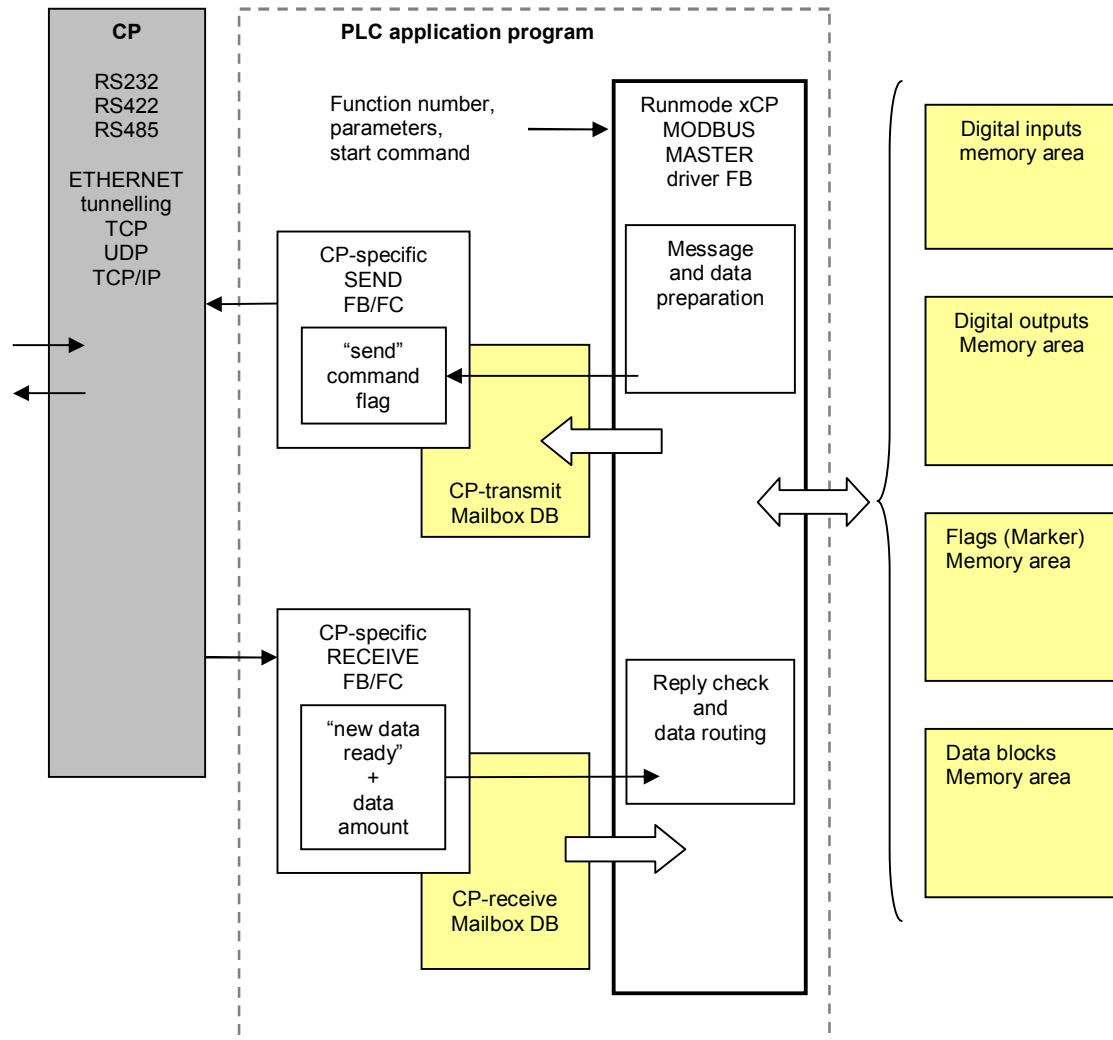 CP
RS232
RS422
RS485
ETHERNET
tunnelling
TCP
UDP
TCP/IP
PLC application program
Function number,
parameters,
start command
Runmode xCP
MODBUS
MASTER
driver FB
Message
and data
preparation
CP-specific
SEND
FB/FC
“send”
command
flag
CP-transmit
Mailbox DB
CP-specific
RECEIVE
FB/FC
“new data
ready”
+
data
amount
CP-receive
Mailbox DB
Reply check
and
data routing
Digital inputs
memory area
Digital outputs
Memory area
Flags (Marker)
Memory area
Data blocks
Memory area